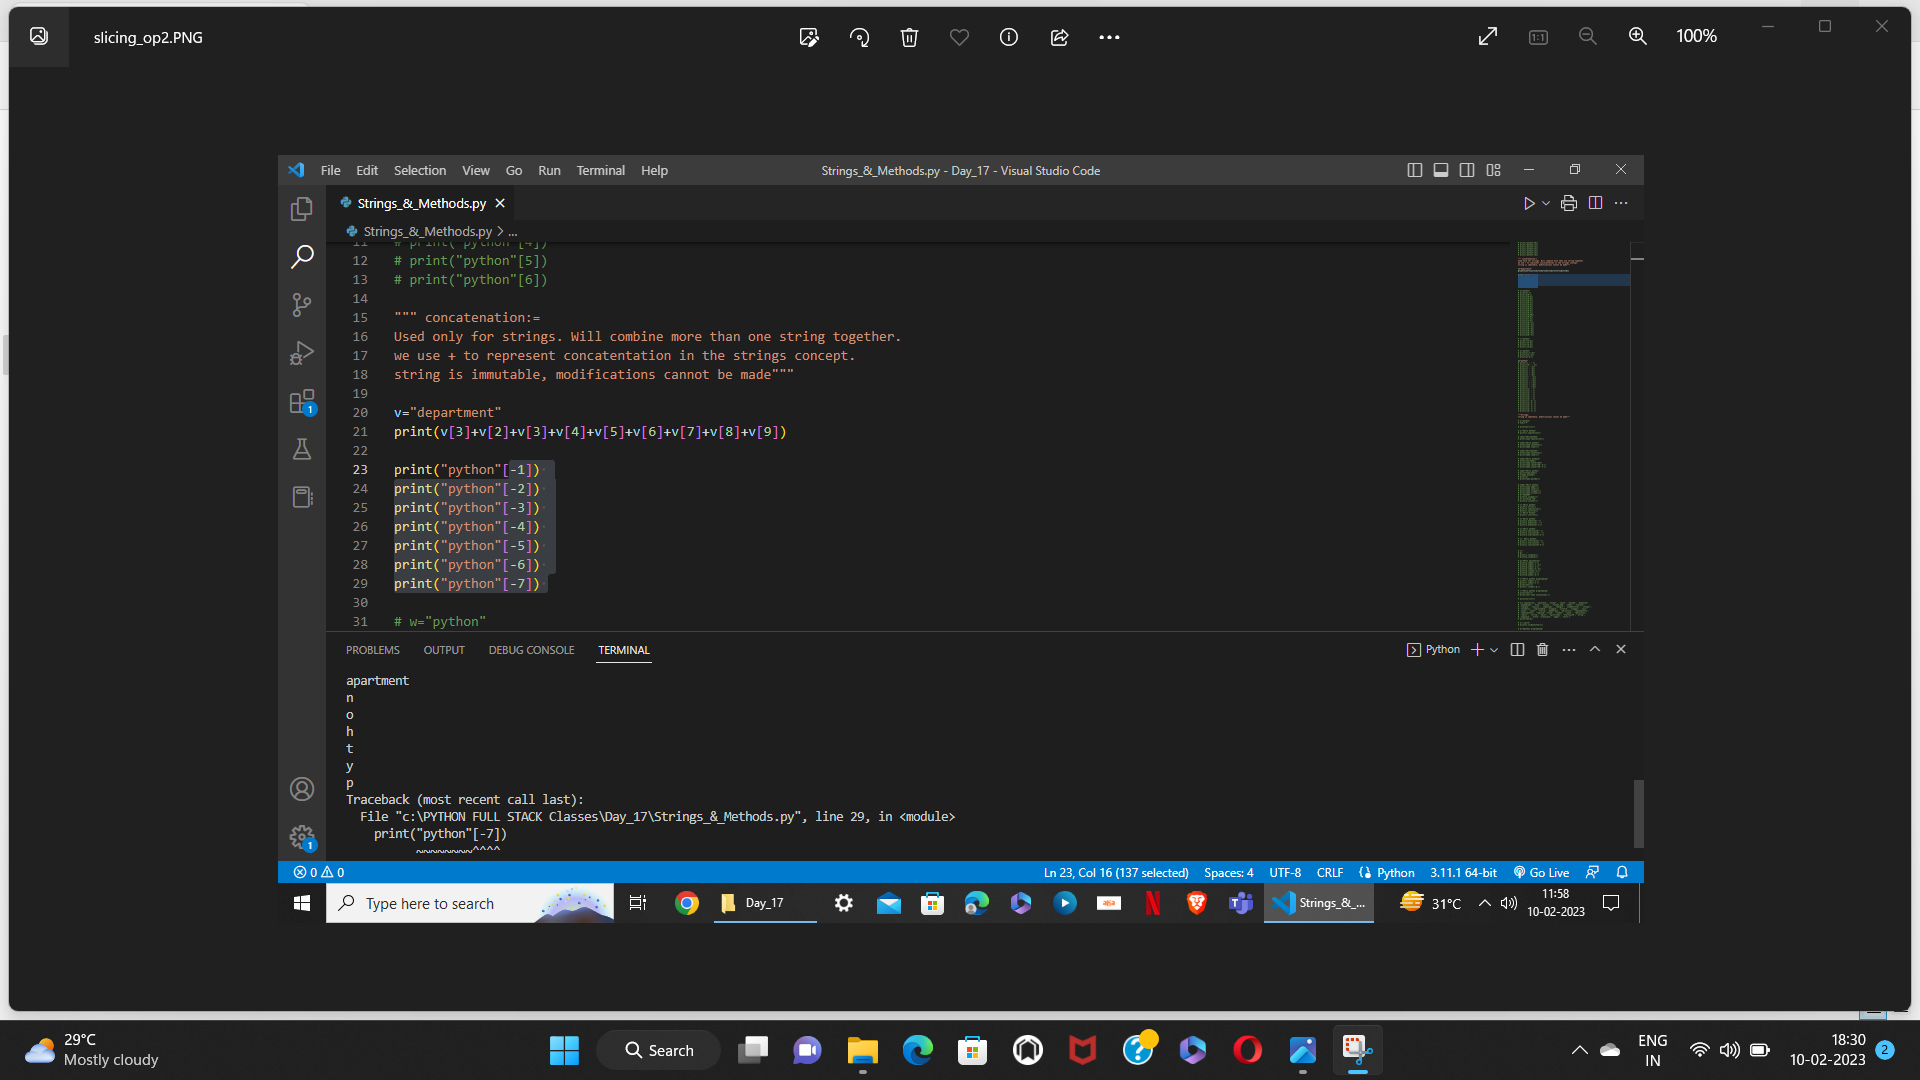 slicing_op2.PNG
100%
File Edit Selection View Go Run Terminal Help
Strings_&_Methods.py - Day_17 - Visual Studio Code
Strings_&_Methods.py
Strings_&_Methods.py > ...
11 # print("python"[4])
12 # print("python"[5])
13 # print("python"[6])
14
15 """ concatenation:=
16 Used only for strings. Will combine more than one string together.
17 we use + to represent concatentation in the strings concept.
18 string is immutable, modifications cannot be made"""
19
20 v="department"
21 print(v[3]+v[2]+v[3]+v[4]+v[5]+v[6]+v[7]+v[8]+v[9])
22
23 print("python"[-1])
24 print("python"[-2])
25 print("python"[-3])
26 print("python"[-4])
27 print("python"[-5])
28 print("python"[-6])
29 print("python"[-7])
30
31 # w="python"
PROBLEMS OUTPUT DEBUG CONSOLE TERMINAL
Python
apartment
n
o
h
t
y
p
Traceback (most recent call last):
File "c:\PYTHON FULL STACK Classes\Day_17\Strings_&_Methods.py", line 29, in <module>
print("python"[-7])
~~~~~~~~^^^^
0 0
Ln 23, Col 16 (137 selected) Spaces: 4 UTF-8 CRLF Python 3.11.1 64-bit Go Live
Type here to search
Day_17
Strings_&_...
31°C
11:58
10-02-2023
29°C
Mostly cloudy
Search
ENG
IN
18:30
10-02-2023
2